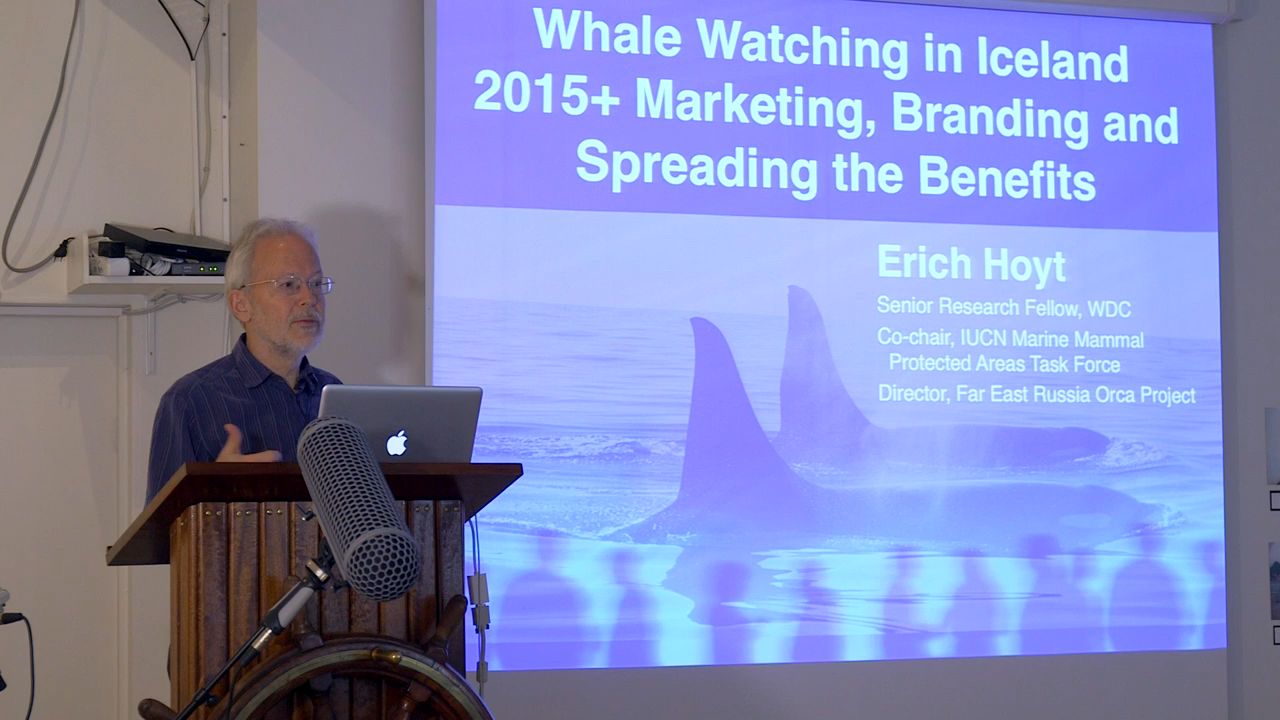 Whale Watching in Iceland
2015+ Marketing, Branding and
Spreading the Benefits
Erich Hoyt
Senior Research Fellow, WDC
Co-chair, IUCN Marine Mammal
Protected Areas Task Force
Director, Far East Russia Orca Project